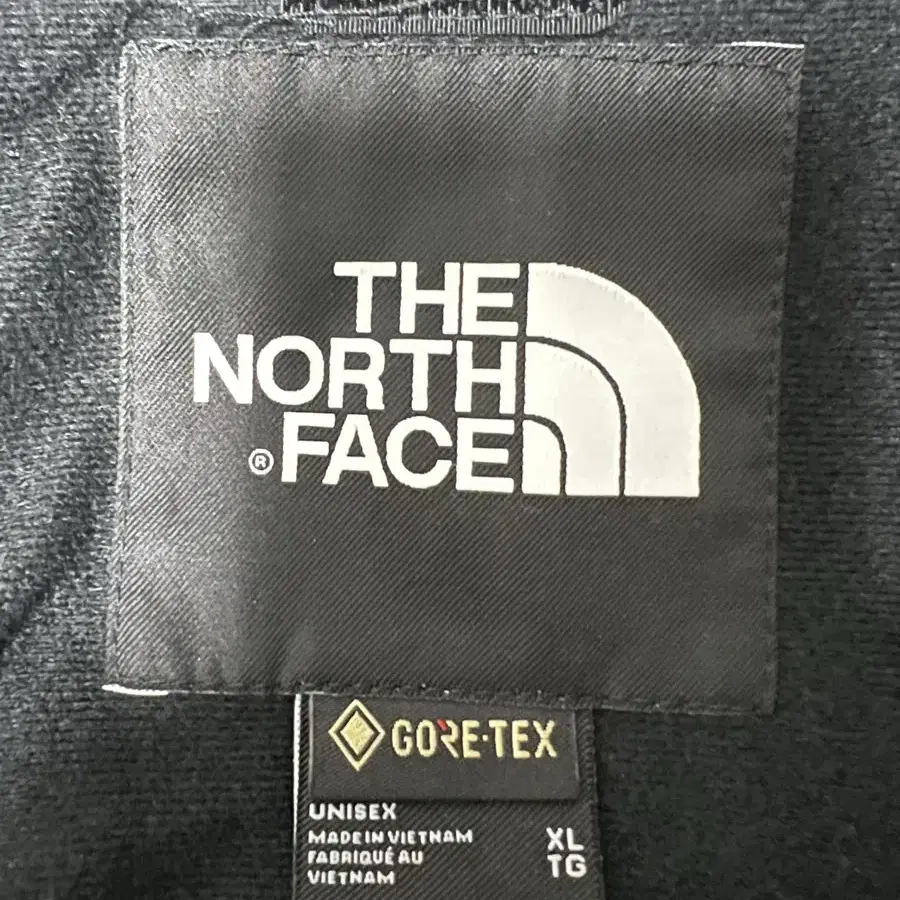 THE
NORTH
® FACE
GORE-TEX
UNISEX
MADE IN VIETNAM XL
FABRIQUÉ AU TG
VIETNAM